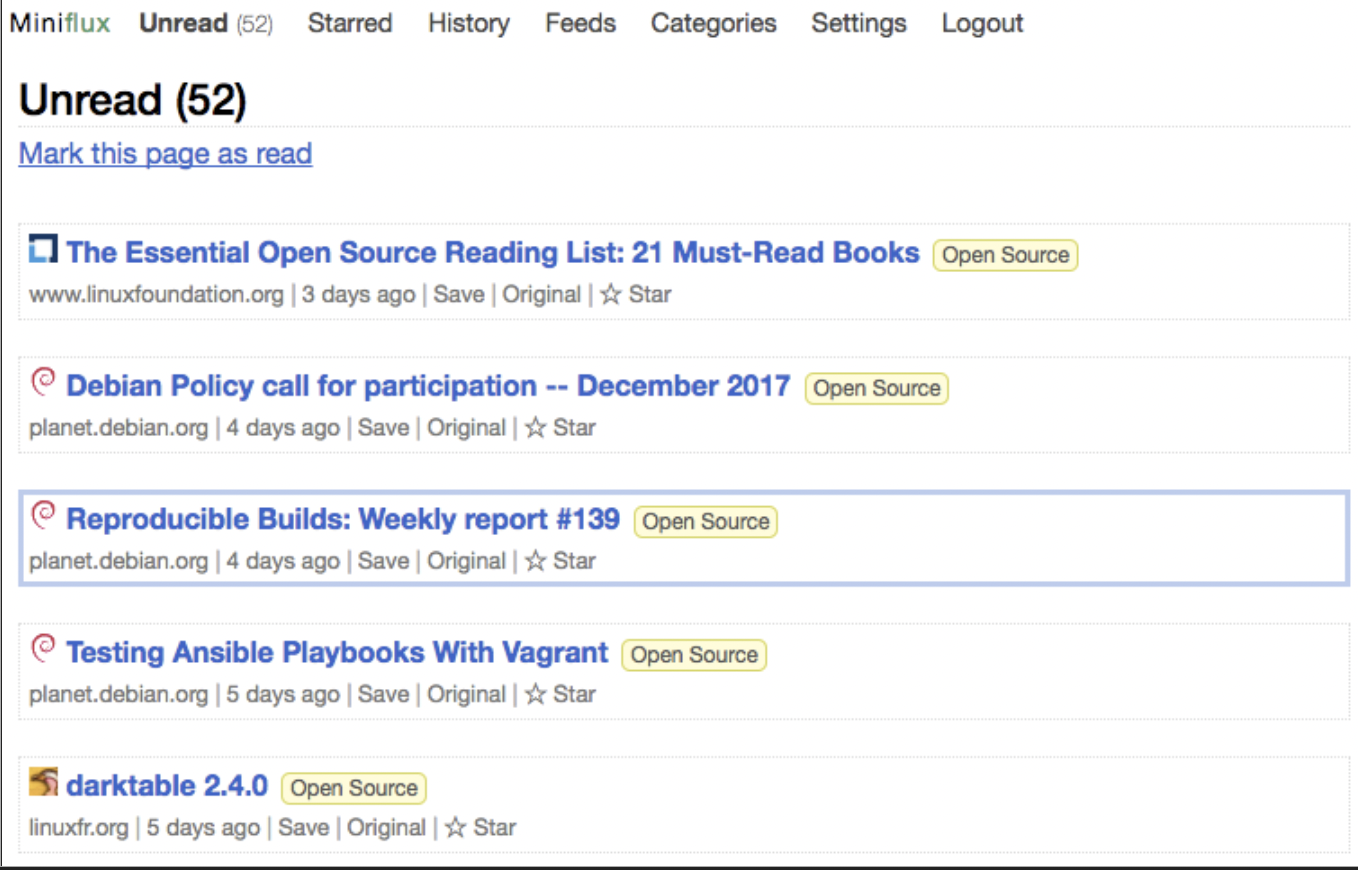 Miniflux Unread (52) Starred History Feeds Categories Settings Logout
Unread (52)
Mark this page as read
The Essential Open Source Reading List: 21 Must-Read Books Open Source
www.linuxfoundation.org | 3 days ago | Save | Original | ☆ Star
Debian Policy call for participation -- December 2017 Open Source
planet.debian.org | 4 days ago | Save | Original | ☆ Star
Reproducible Builds: Weekly report #139 Open Source
planet.debian.org | 4 days ago | Save | Original | ☆ Star
Testing Ansible Playbooks With Vagrant Open Source
planet.debian.org | 5 days ago | Save | Original | ☆ Star
darktable 2.4.0 Open Source
linuxfr.org | 5 days ago | Save | Original | ☆ Star